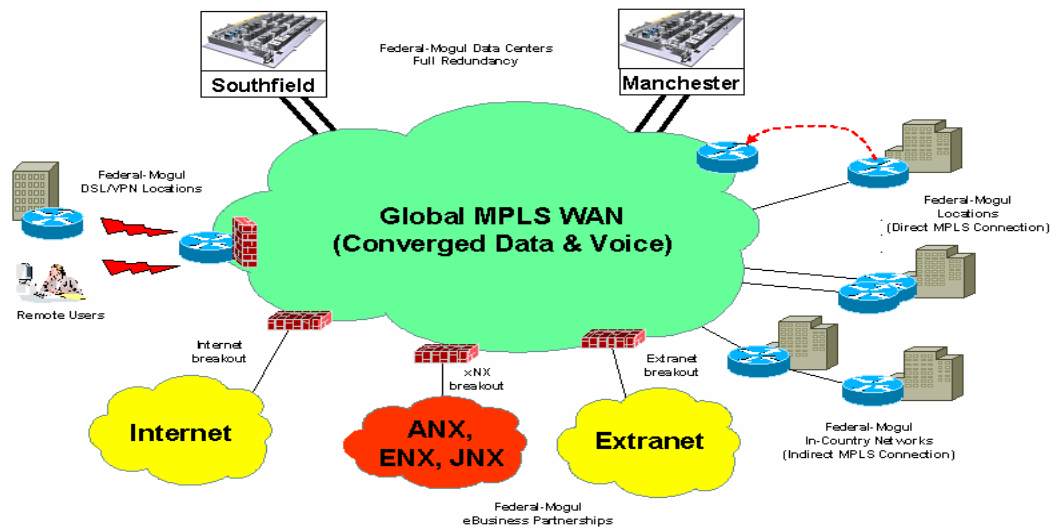 Federal-Mogul Data Centers
Full Redundancy
Southfield
Manchester
Federal-Mogul
DSL/VPN Locations
Global MPLS WAN
(Converged Data & Voice)
Federal-Mogul
Locations
(Direct MPLS Connection)
Remote Users
Internet
breakout
xNX
breakout
Extranet
breakout
Internet
ANX,
ENX, JNX
Extranet
Federal-Mogul
In-Country Networks
(Indirect MPLS Connection)
Federal-Mogul
eBusiness Partnerships